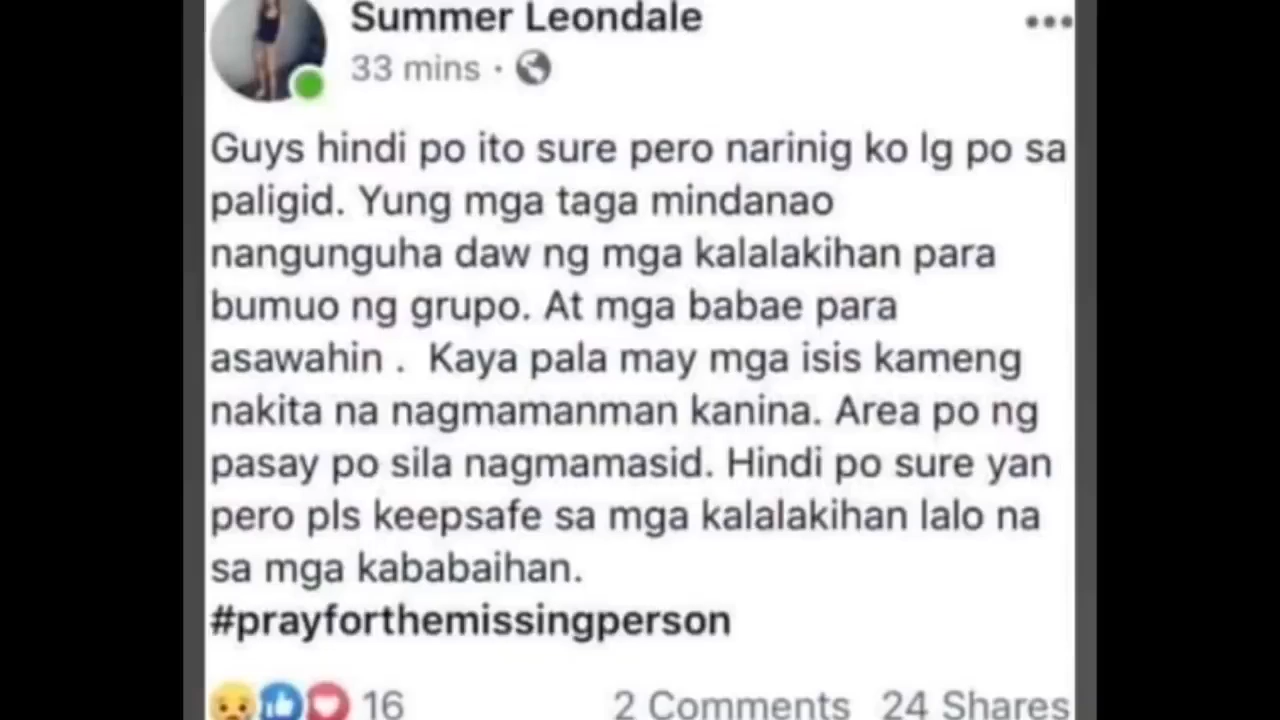 Summer Leondale
33 mins ·
Guys hindi po ito sure pero narinig ko lg po sa
paligid. Yung mga taga mindanao
nangunguha daw ng mga kalalakihan para
bumuo ng grupo. At mga babae para
asawahin .  Kaya pala may mga isis kameng
nakita na nagmamanman kanina. Area po ng
pasay po sila nagmamasid. Hindi po sure yan
pero pls keepsafe sa mga kalalakihan lalo na
sa mga kababaihan.
#prayforthemissingperson
16 2 Comments 24 Shares